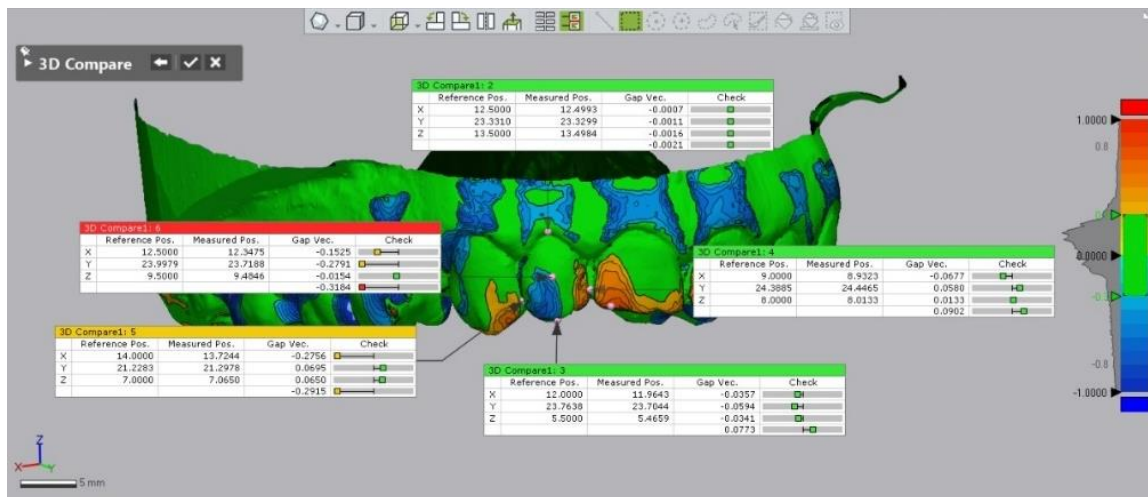 3D Compare
3D Compare1: 2
Reference Pos. Measured Pos. Gap Vec. Check
X 12.5000 12.4993 -0.0007
Y 23.3310 23.3299 -0.0011
Z 13.5000 13.4984 -0.0016
-0.0021
1.0000
0.8
3D Compare1: 6
Reference Pos. Measured Pos. Gap Vec. Check
X 12.5000 12.3475 -0.1525
Y 23.9979 23.7188 -0.2791
Z 9.5000 9.4846 -0.0154
-0.3184
3D Compare1: 4
Reference Pos. Measured Pos. Gap Vec. Check
X 9.0000 8.9323 -0.0677
Y 24.3885 24.4465 0.0580
Z 8.0000 8.0133 0.0133
0.0902
0.0000
3D Compare1: 5
Reference Pos. Measured Pos. Gap Vec. Check
X 14.0000 13.7244 -0.2756
Y 21.2283 21.2978 0.0695
Z 7.0000 7.0650 0.0650
-0.2915
3D Compare1: 3
Reference Pos. Measured Pos. Gap Vec. Check
X 12.0000 11.9643 -0.0357
Y 23.7638 23.7044 -0.0594
Z 5.5000 5.4659 -0.0341
0.0773
-0.8
-1.0000
Z
X Y
5 mm